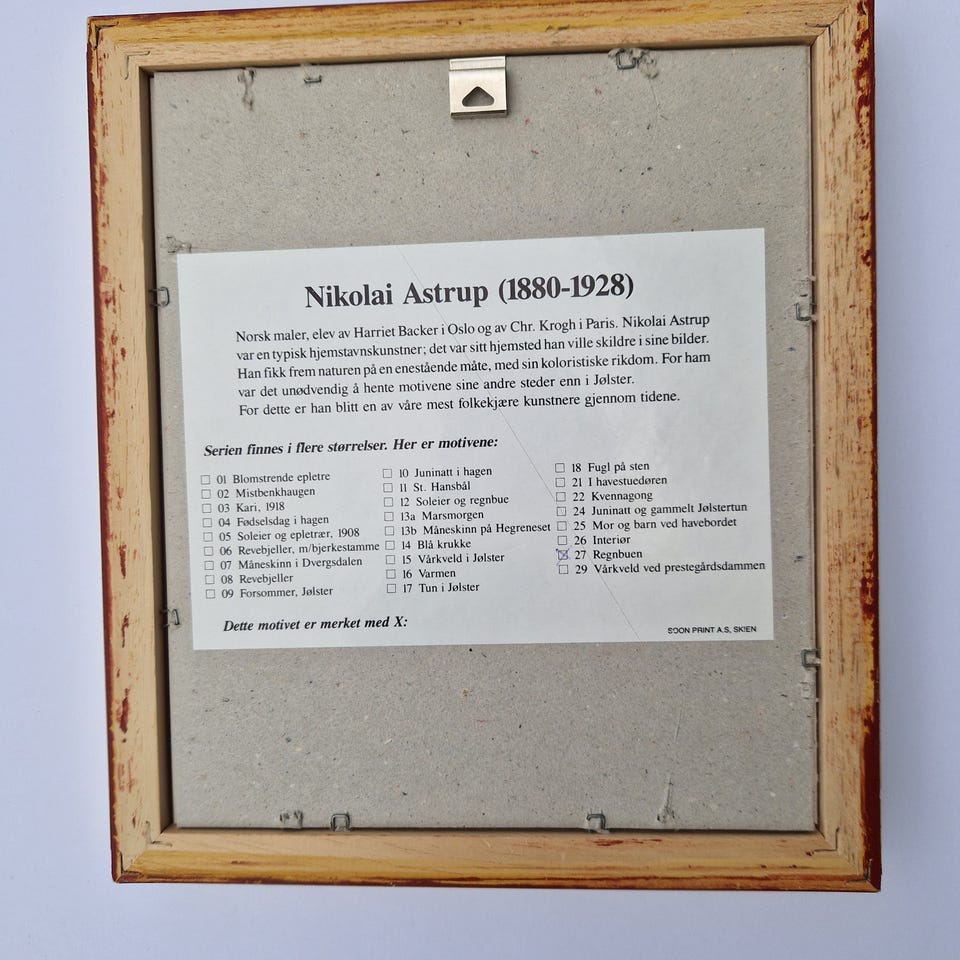 Nikolai Astrup (1880-1928)
Norsk maler, elev av Harriet Backer i Oslo og av Chr. Krogh i Paris. Nikolai Astrup
var en typisk hjemstavnskunstner; det var sitt hjemsted han ville skildre i sine bilder.
Han fikk frem naturen på en enestående måte, med sin koloristiske rikdom. For ham
var det unødvendig å hente motivene sine andre steder enn i Jølster.
For dette er han blitt en av våre mest folkekjære kunstnere gjennom tidene.
Serien finnes i flere størrelser. Her er motivene:
☐ 01 Blomstrende epletre
☐ 02 Mistbenkhaugen
☐ 03 Kari, 1918
☐ 04 Fødselsdag i hagen
☐ 05 Soleier og epletrær, 1908
☐ 06 Revebjeller, m/bjerkestamme
☐ 07 Måneskinn i Dvergsdalen
☐ 08 Revebjeller
☐ 09 Forsommer, Jølster
☐ 10 Juninatt i hagen
☐ 11 St. Hansbål
☐ 12 Soleier og regnbue
☐ 13a Marsmorgen
☐ 13b Måneskinn på Hegreneset
☐ 14 Blå krukke
☐ 15 Vårkveld i Jølster
☐ 16 Varmen
☐ 17 Tun i Jølster
☐ 18 Fugl på sten
☐ 21 I havestuedøren
☐ 22 Kvennagong
☐ 24 Juninatt og gammelt Jølstertun
☐ 25 Mor og barn ved havebordet
☐ 26 Interiør
☒ 27 Regnbuen
☐ 29 Vårkveld ved prestegårdsdammen
Dette motivet er merket med X:
SOON PRINT A.S, SKIEN